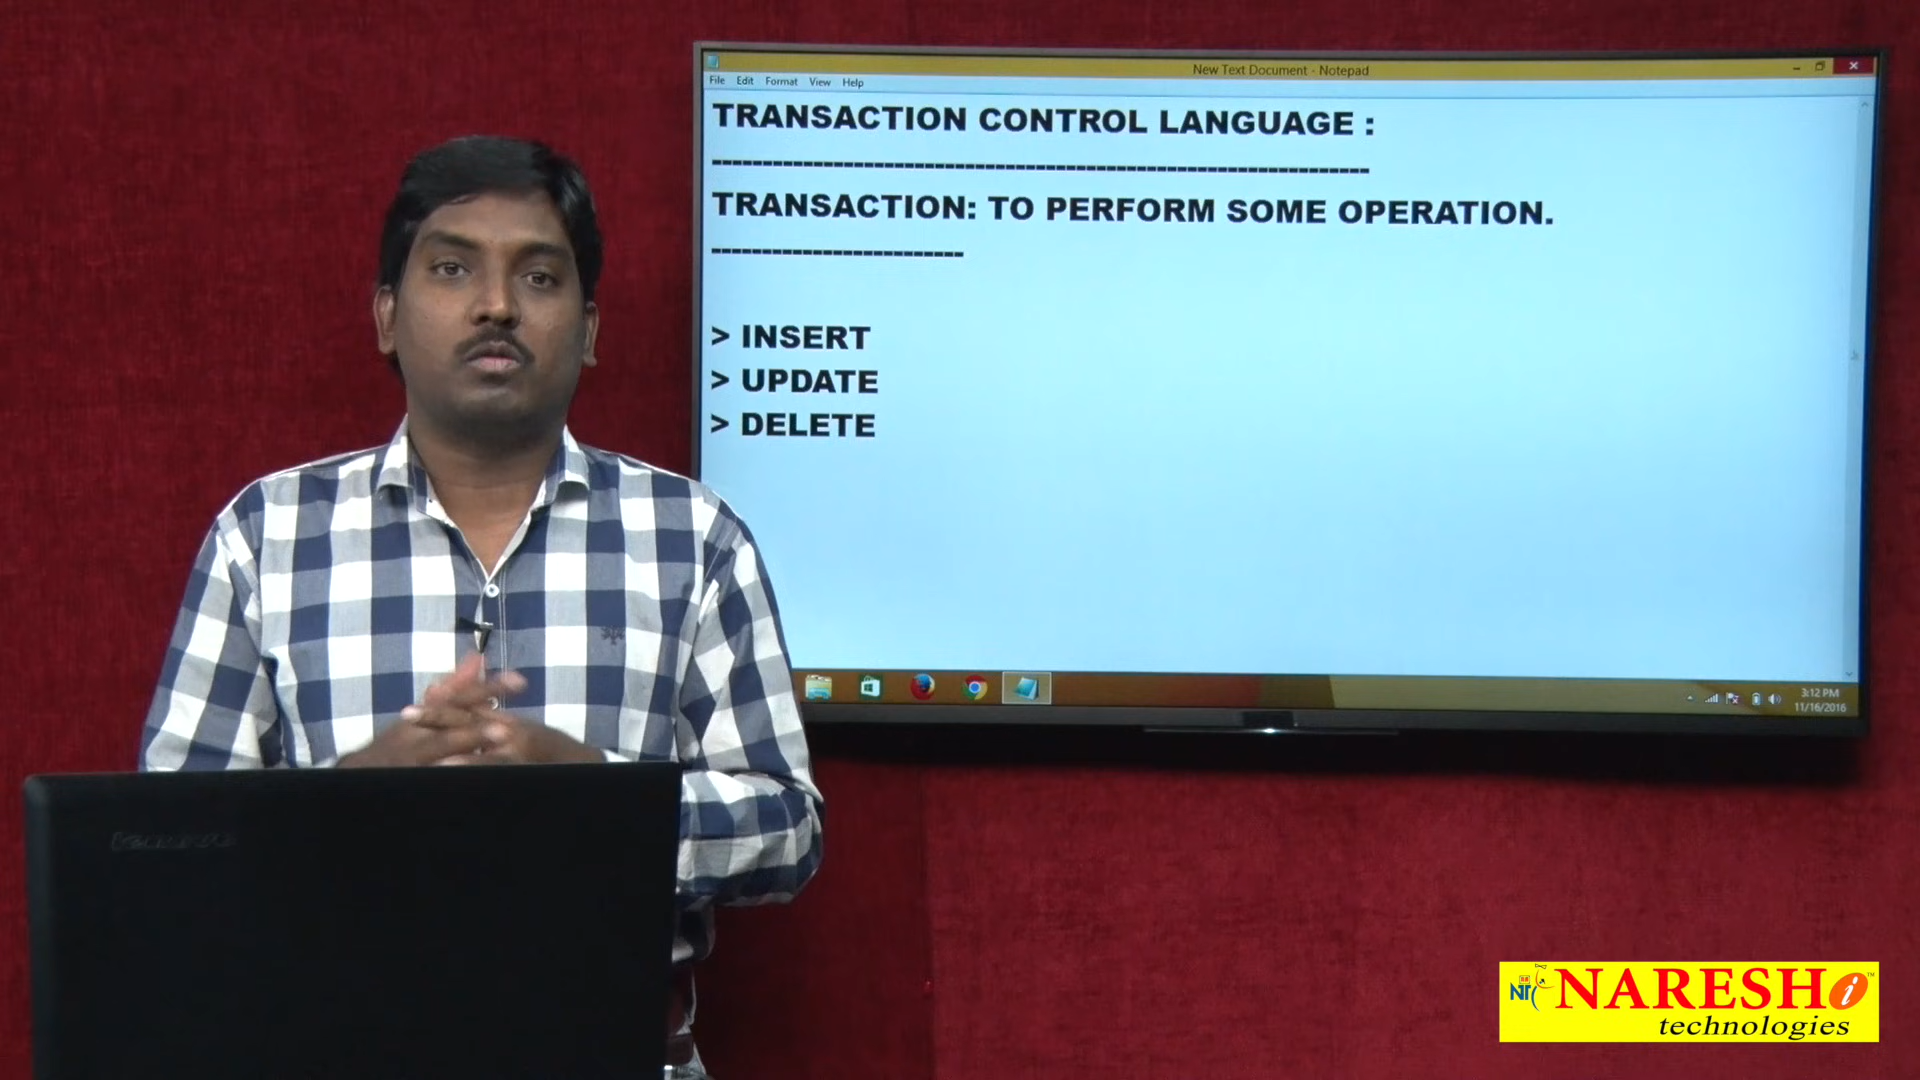 New Text Document - Notepad
File Edit Format View Help
TRANSACTION CONTROL LANGUAGE :
-----------------------------------------------------------------
TRANSACTION: TO PERFORM SOME OPERATION.
-------------------------
> INSERT
> UPDATE
> DELETE
3:12 PM
11/16/2016
NARESH i ™
technologies